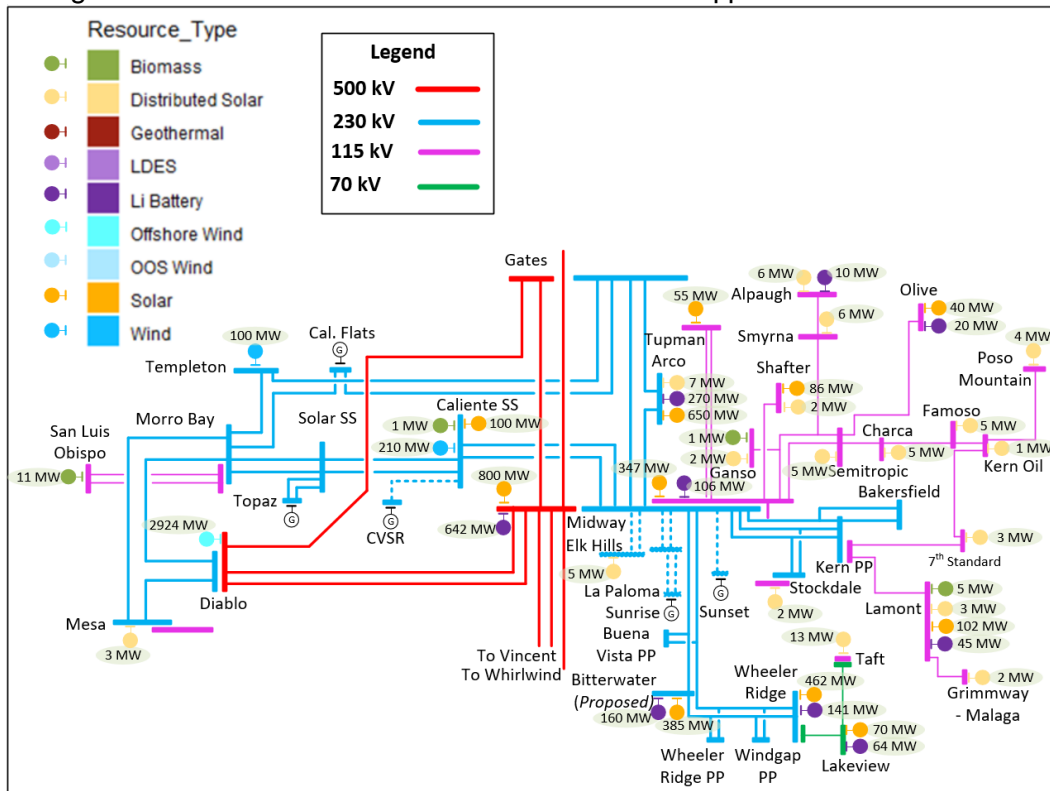 Resource_Type
Biomass
Distributed Solar
Geothermal
LDES
Li Battery
Offshore Wind
OOS Wind
Solar
Wind
Legend
500 kV
230 kV
115 kV
70 kV
Gates
100 MW
Templeton
Cal. Flats
G
Morro Bay
Solar SS
Caliente SS
1 MW
100 MW
210 MW
San Luis
Obispo
11 MW
Topaz
G
CVSR
G
800 MW
642 MW
2924 MW
Diablo
Mesa
3 MW
To Vincent
To Whirlwind
55 MW
Tupman
Arco
7 MW
270 MW
650 MW
6 MW
10 MW
Alpaugh
6 MW
Smyrna
Olive
40 MW
20 MW
4 MW
Poso
Mountain
Shafter
86 MW
2 MW
1 MW
2 MW
Ganso
347 MW
106 MW
Famoso
5 MW
Charca
5 MW
5 MW
Semitropic
1 MW
Kern Oil
Bakersfield
Midway
Elk Hills
5 MW
La Paloma
Sunrise
G
Sunset
G
Stockdale
2 MW
Kern PP
3 MW
7th Standard
Lamont
5 MW
3 MW
102 MW
45 MW
2 MW
Grimmway
- Malaga
Buena
Vista PP
13 MW
Taft
Bitterwater
(Proposed)
160 MW
385 MW
Wheeler
Ridge
462 MW
141 MW
70 MW
64 MW
Lakeview
Wheeler
Ridge PP
Windgap
PP